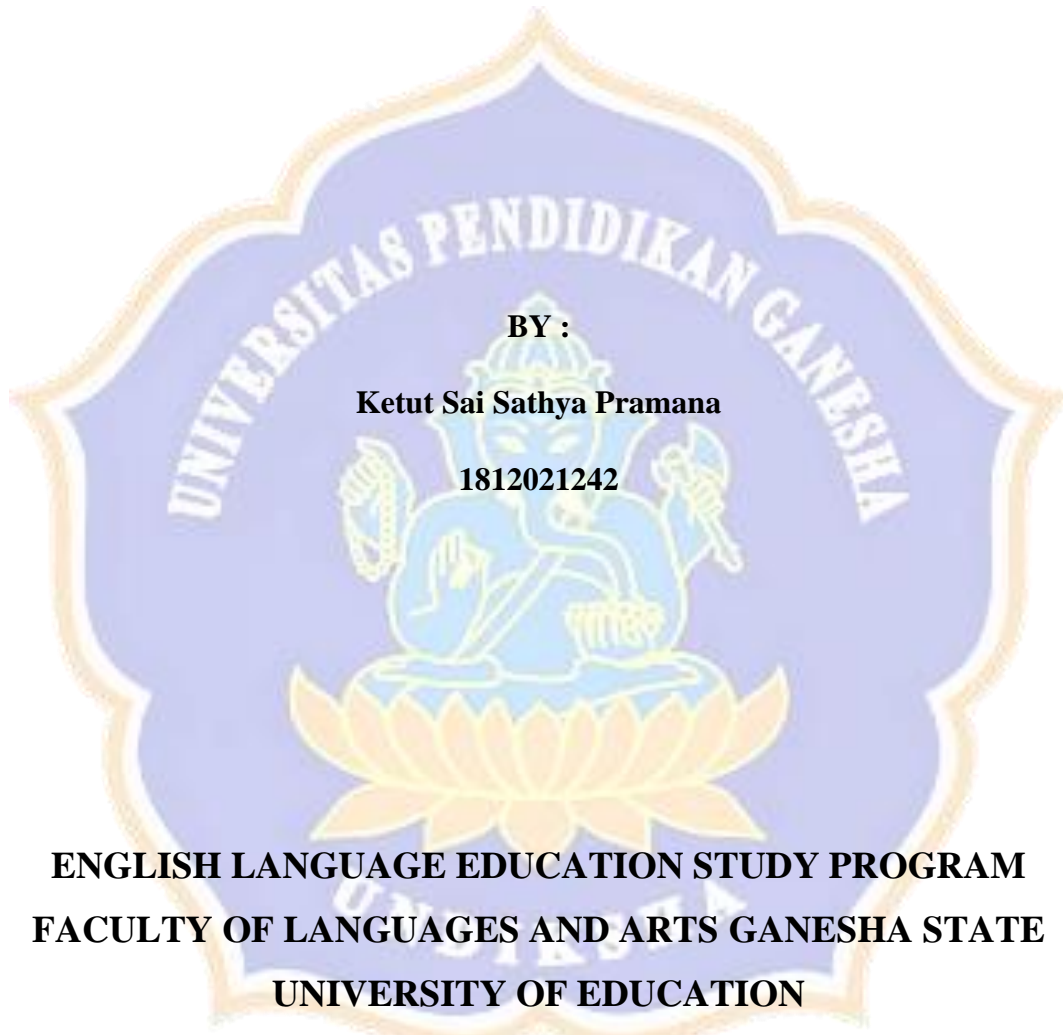 UNIVERSITAS PENDIDIKAN GANESHA
BY :
Ketut Sai Sathya Pramana
1812021242
ENGLISH LANGUAGE EDUCATION STUDY PROGRAM
FACULTY OF LANGUAGES AND ARTS GANESHA STATE
UNIVERSITY OF EDUCATION
UNDIKSHA